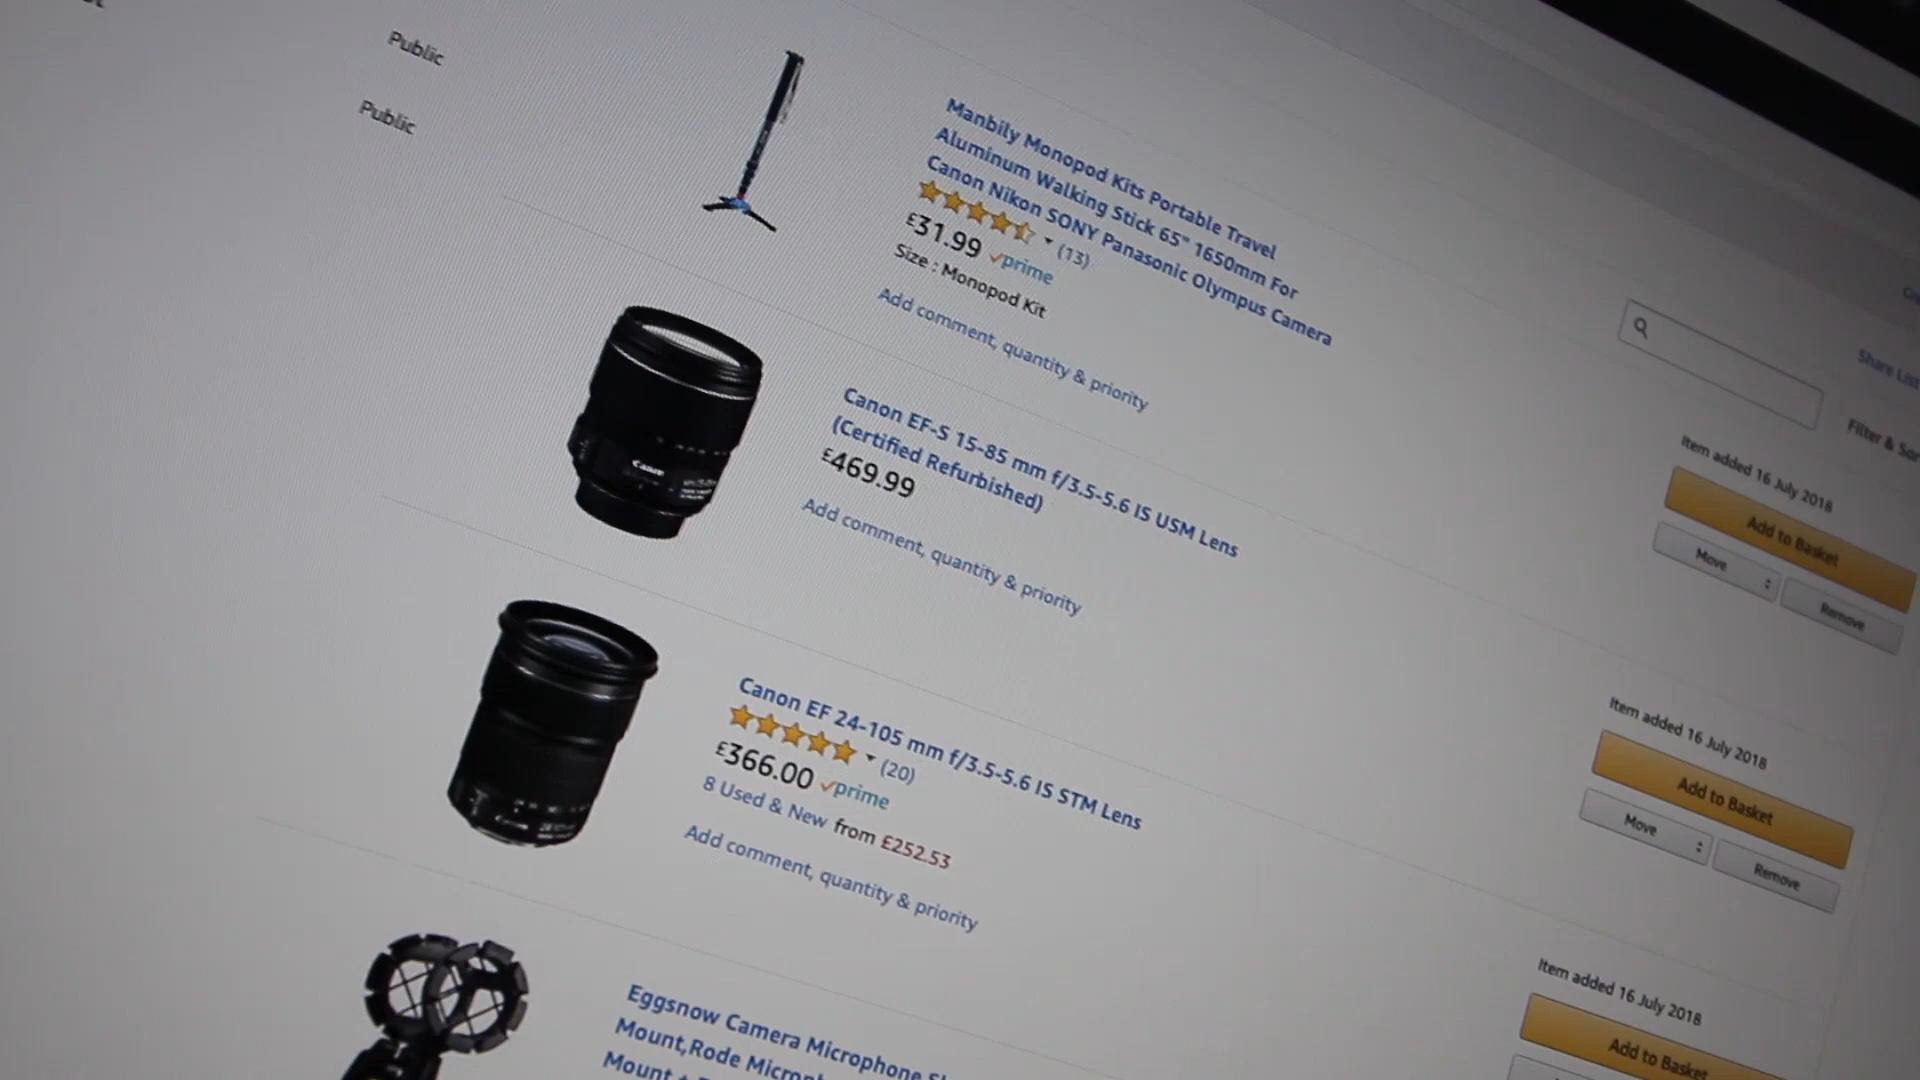 Public
Public
Manbily Monopod Kits Portable Travel
Aluminum Walking Stick 65" 1650mm For
Canon Nikon SONY Panasonic Olympus Camera
(13)
£31.99 prime
Size : Monopod Kit
Add comment, quantity & priority
Share List
Filter & Sor
Item added 16 July 2018
Add to Basket
Move
Remove
Canon
Canon EF-S 15-85 mm f/3.5-5.6 IS USM Lens
(Certified Refurbished)
£469.99
Add comment, quantity & priority
Item added 16 July 2018
Add to Basket
Move
Remove
Canon EF 24-105 mm f/3.5-5.6 IS STM Lens
(20)
£366.00 prime
8 Used & New from £252.53
Add comment, quantity & priority
Item added 16 July 2018
Add to Basket
Eggsnow Camera Microphone
Mount,Rode
Mount +